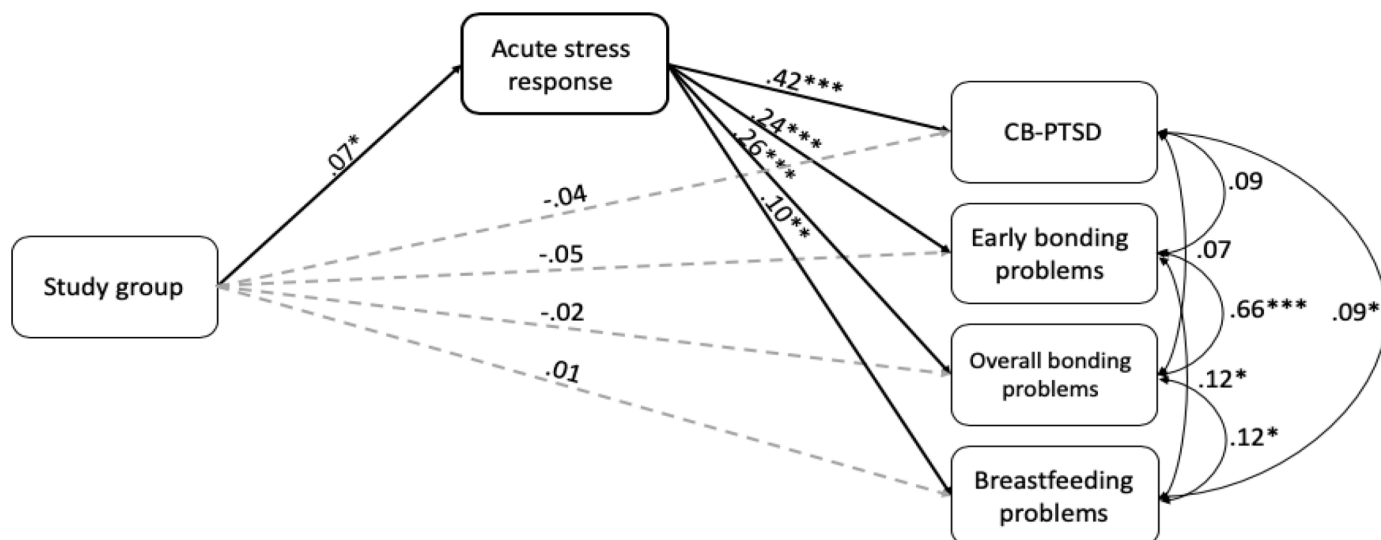 Acute stress
response
.42***
CB-PTSD
.24***
.26***
.07*
.10**
.09
-.04
Early bonding
problems
-.05
.07
Study group
.66***
.09*
-.02
Overall bonding
problems
.01
.12*
.12*
Breastfeeding
problems